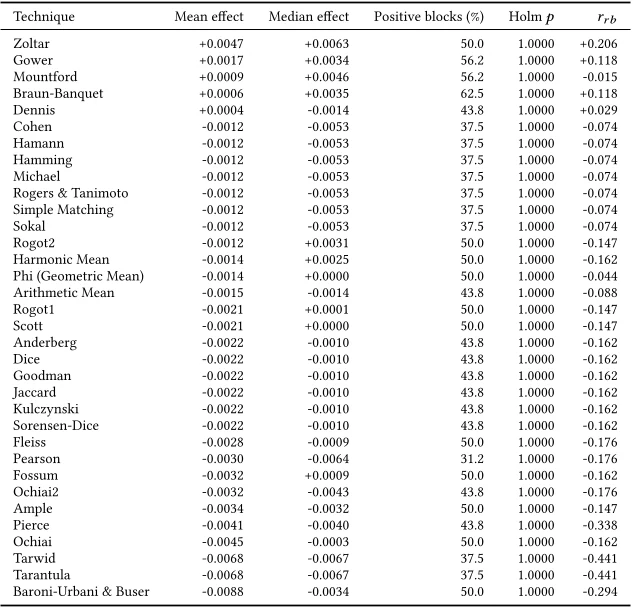 Technique Mean effect Median effect Positive blocks (%) Holm p r_rb
Zoltar +0.0047 +0.0063 50.0 1.0000 +0.206
Gower +0.0017 +0.0034 56.2 1.0000 +0.118
Mountford +0.0009 +0.0046 56.2 1.0000 -0.015
Braun-Banquet +0.0006 +0.0035 62.5 1.0000 +0.118
Dennis +0.0004 -0.0014 43.8 1.0000 +0.029
Cohen -0.0012 -0.0053 37.5 1.0000 -0.074
Hamann -0.0012 -0.0053 37.5 1.0000 -0.074
Hamming -0.0012 -0.0053 37.5 1.0000 -0.074
Michael -0.0012 -0.0053 37.5 1.0000 -0.074
Rogers & Tanimoto -0.0012 -0.0053 37.5 1.0000 -0.074
Simple Matching -0.0012 -0.0053 37.5 1.0000 -0.074
Sokal -0.0012 -0.0053 37.5 1.0000 -0.074
Rogot2 -0.0012 +0.0031 50.0 1.0000 -0.147
Harmonic Mean -0.0014 +0.0025 50.0 1.0000 -0.162
Phi (Geometric Mean) -0.0014 +0.0000 50.0 1.0000 -0.044
Arithmetic Mean -0.0015 -0.0014 43.8 1.0000 -0.088
Rogot1 -0.0021 +0.0001 50.0 1.0000 -0.147
Scott -0.0021 +0.0000 50.0 1.0000 -0.147
Anderberg -0.0022 -0.0010 43.8 1.0000 -0.162
Dice -0.0022 -0.0010 43.8 1.0000 -0.162
Goodman -0.0022 -0.0010 43.8 1.0000 -0.162
Jaccard -0.0022 -0.0010 43.8 1.0000 -0.162
Kulczynski -0.0022 -0.0010 43.8 1.0000 -0.162
Sorensen-Dice -0.0022 -0.0010 43.8 1.0000 -0.162
Fleiss -0.0028 -0.0009 50.0 1.0000 -0.176
Pearson -0.0030 -0.0064 31.2 1.0000 -0.176
Fossum -0.0032 +0.0009 50.0 1.0000 -0.162
Ochiai2 -0.0032 -0.0043 43.8 1.0000 -0.176
Ample -0.0034 -0.0032 50.0 1.0000 -0.147
Pierce -0.0041 -0.0040 43.8 1.0000 -0.338
Ochiai -0.0045 -0.0003 50.0 1.0000 -0.162
Tarwid -0.0068 -0.0067 37.5 1.0000 -0.441
Tarantula -0.0068 -0.0067 37.5 1.0000 -0.441
Baroni-Urbani & Buser -0.0088 -0.0034 50.0 1.0000 -0.294